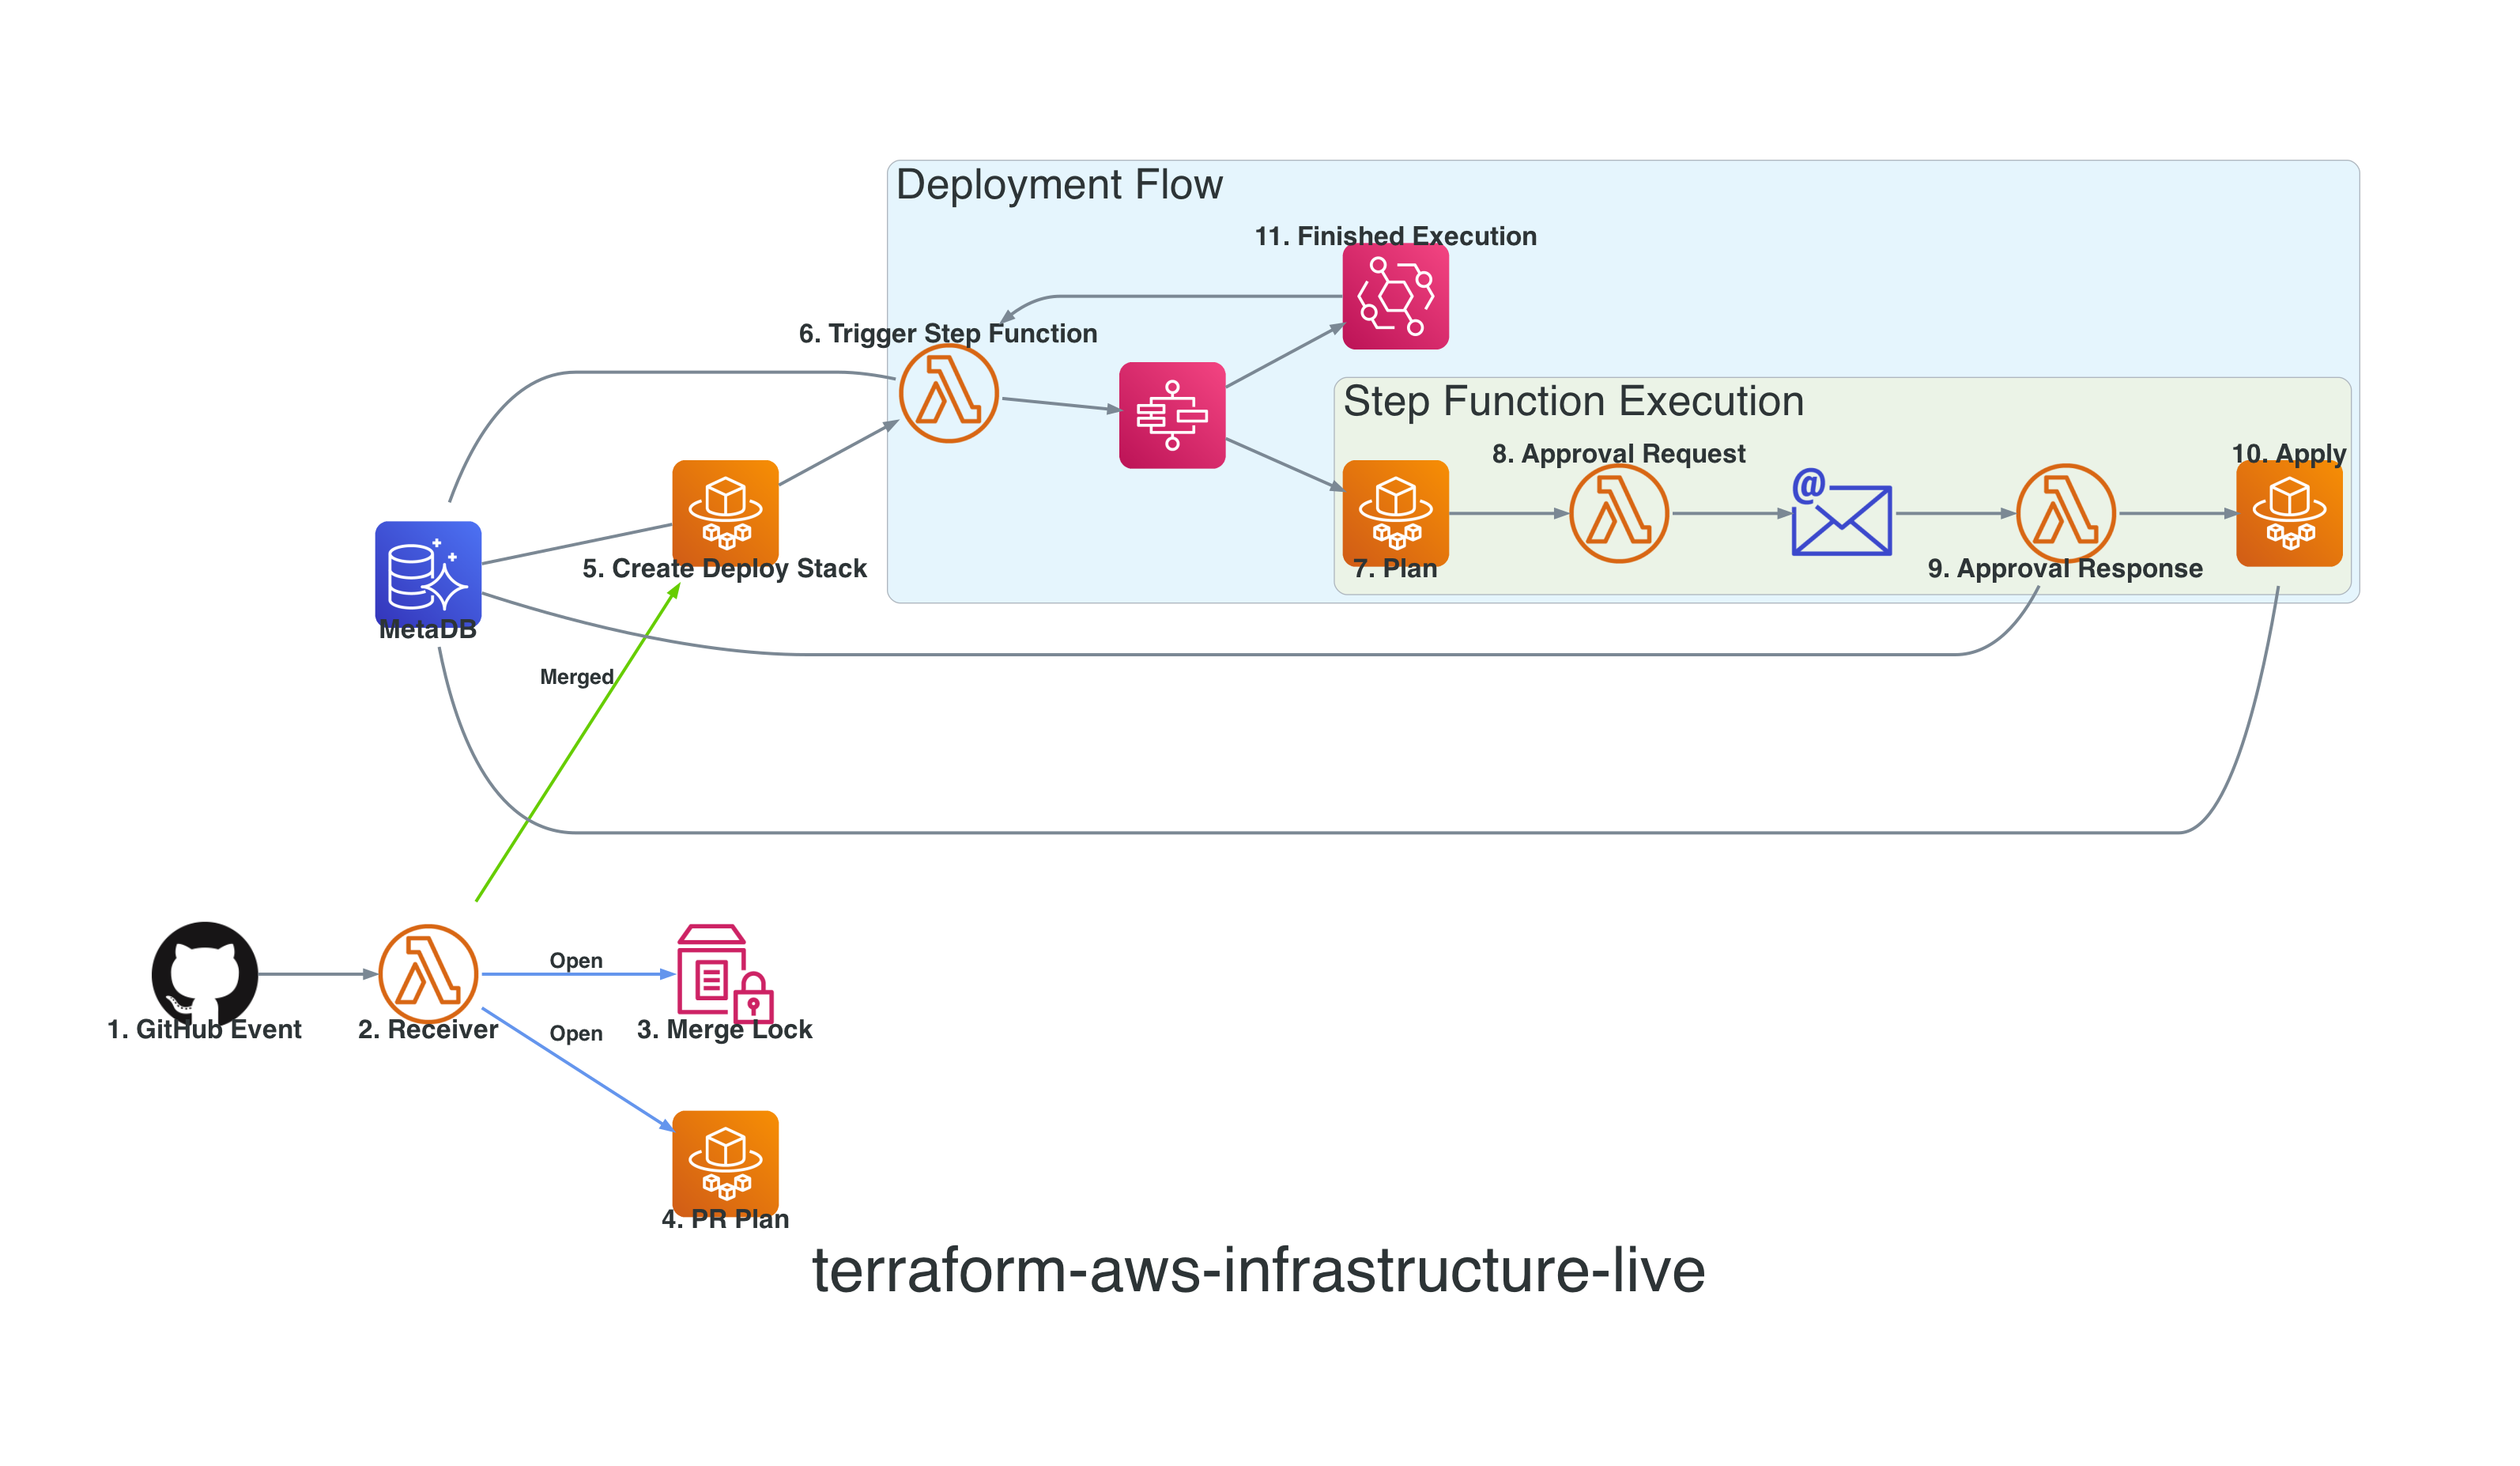 Deployment Flow
11. Finished Execution
6. Trigger Step Function
Step Function Execution
8. Approval Request
10. Apply
5. Create Deploy Stack
7. Plan
9. Approval Response
MetaDB
Merged
Open
1. GitHub Event
2. Receiver
Open
3. Merge Lock
4. PR Plan
terraform-aws-infrastructure-live
@